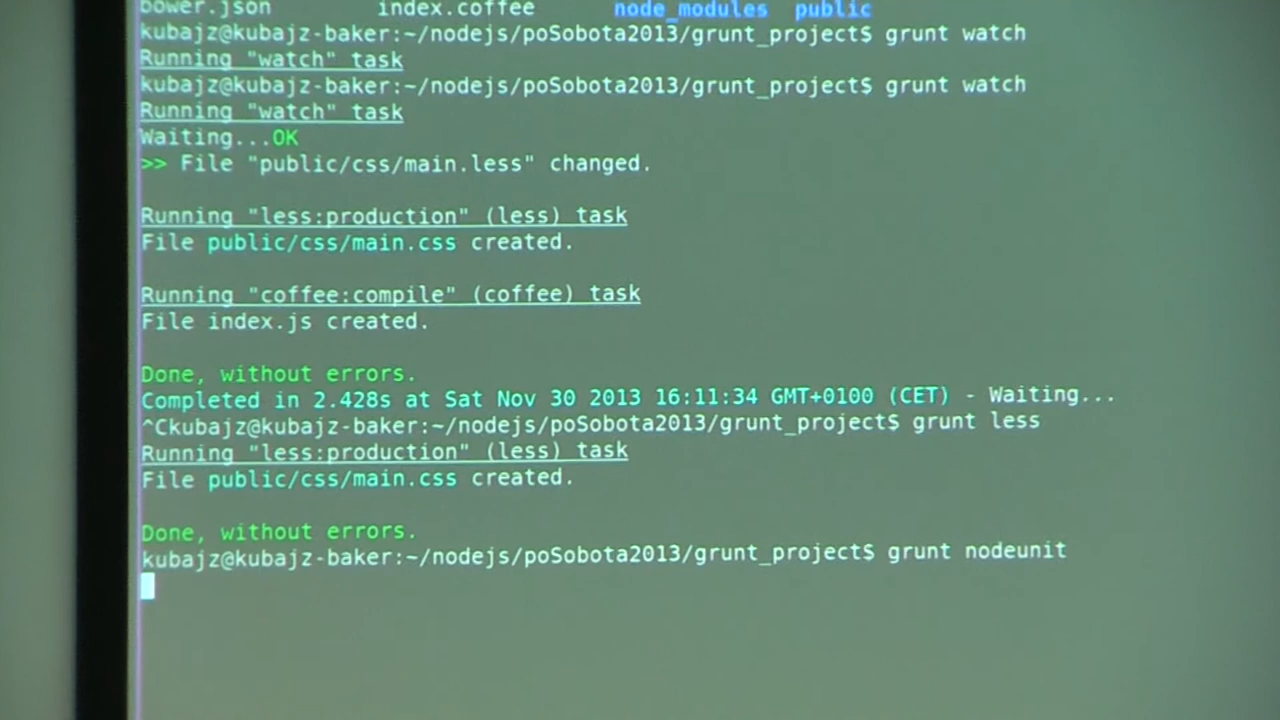 bower.json index.coffee node_modules public
kubajz@kubajz-baker:~/nodejs/poSobota2013/grunt_project$ grunt watch
Running "watch" task
kubajz@kubajz-baker:~/nodejs/poSobota2013/grunt_project$ grunt watch
Running "watch" task
Waiting...OK
>> File "public/css/main.less" changed.
Running "less:production" (less) task
File public/css/main.css created.
Running "coffee:compile" (coffee) task
File index.js created.
Done, without errors.
Completed in 2.428s at Sat Nov 30 2013 16:11:34 GMT+0100 (CET) - Waiting...
^Ckubajz@kubajz-baker:~/nodejs/poSobota2013/grunt_project$ grunt less
Running "less:production" (less) task
File public/css/main.css created.
Done, without errors.
kubajz@kubajz-baker:~/nodejs/poSobota2013/grunt_project$ grunt nodeunit